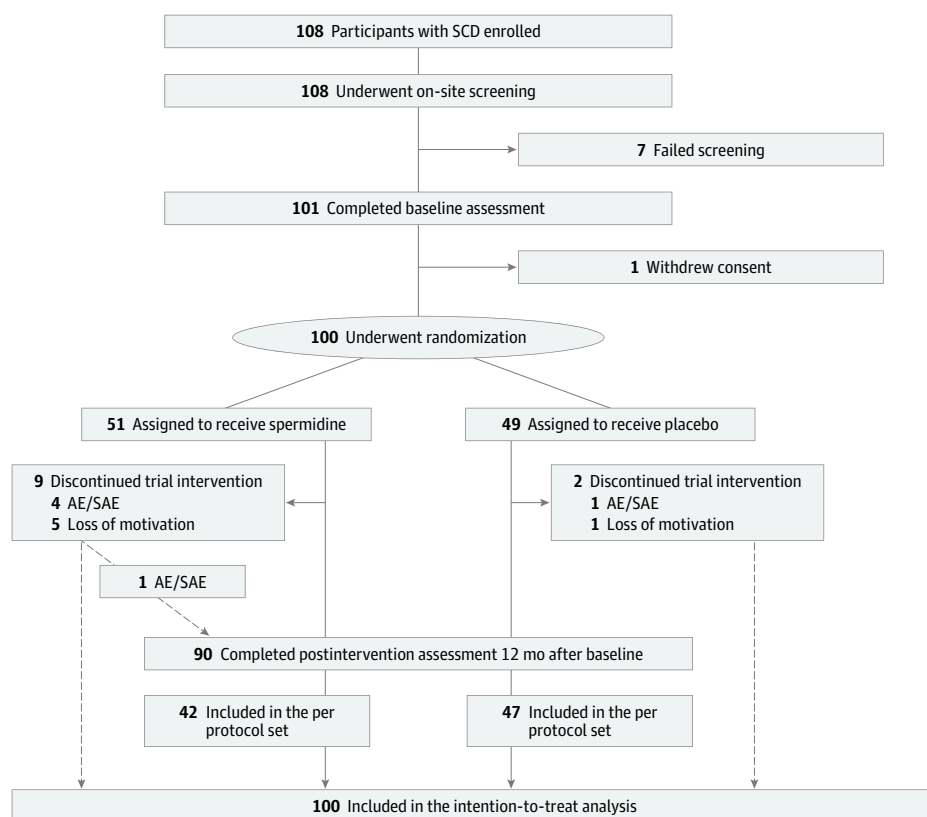 108 Participants with SCD enrolled
108 Underwent on-site screening
7 Failed screening
101 Completed baseline assessment
1 Withdrew consent
100 Underwent randomization
51 Assigned to receive spermidine
49 Assigned to receive placebo
9 Discontinued trial intervention
4 AE/SAE
5 Loss of motivation
2 Discontinued trial intervention
1 AE/SAE
1 Loss of motivation
1 AE/SAE
90 Completed postintervention assessment 12 mo after baseline
42 Included in the per
protocol set
47 Included in the per
protocol set
100 Included in the intention-to-treat analysis